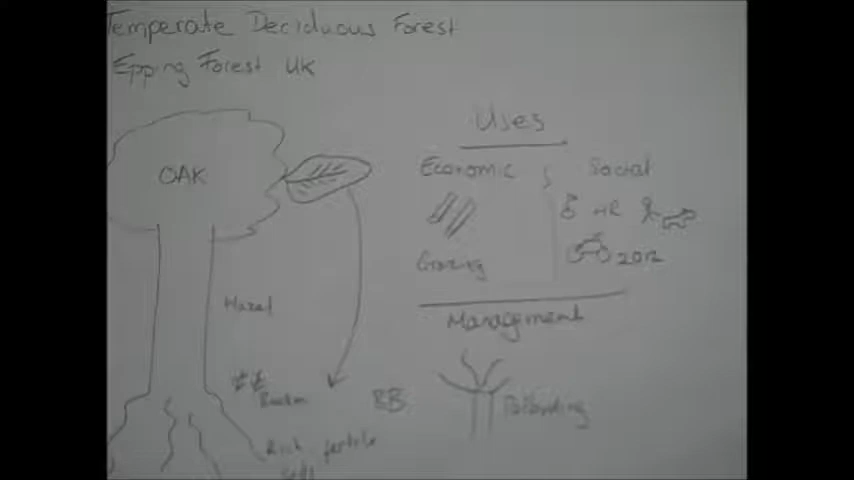 Temperate Deciduous Forest
Epping Forest UK
OAK
Hazel
Rich fertile
Uses
Economic
Social
Grazing
2012
Management
BB
Pollarding